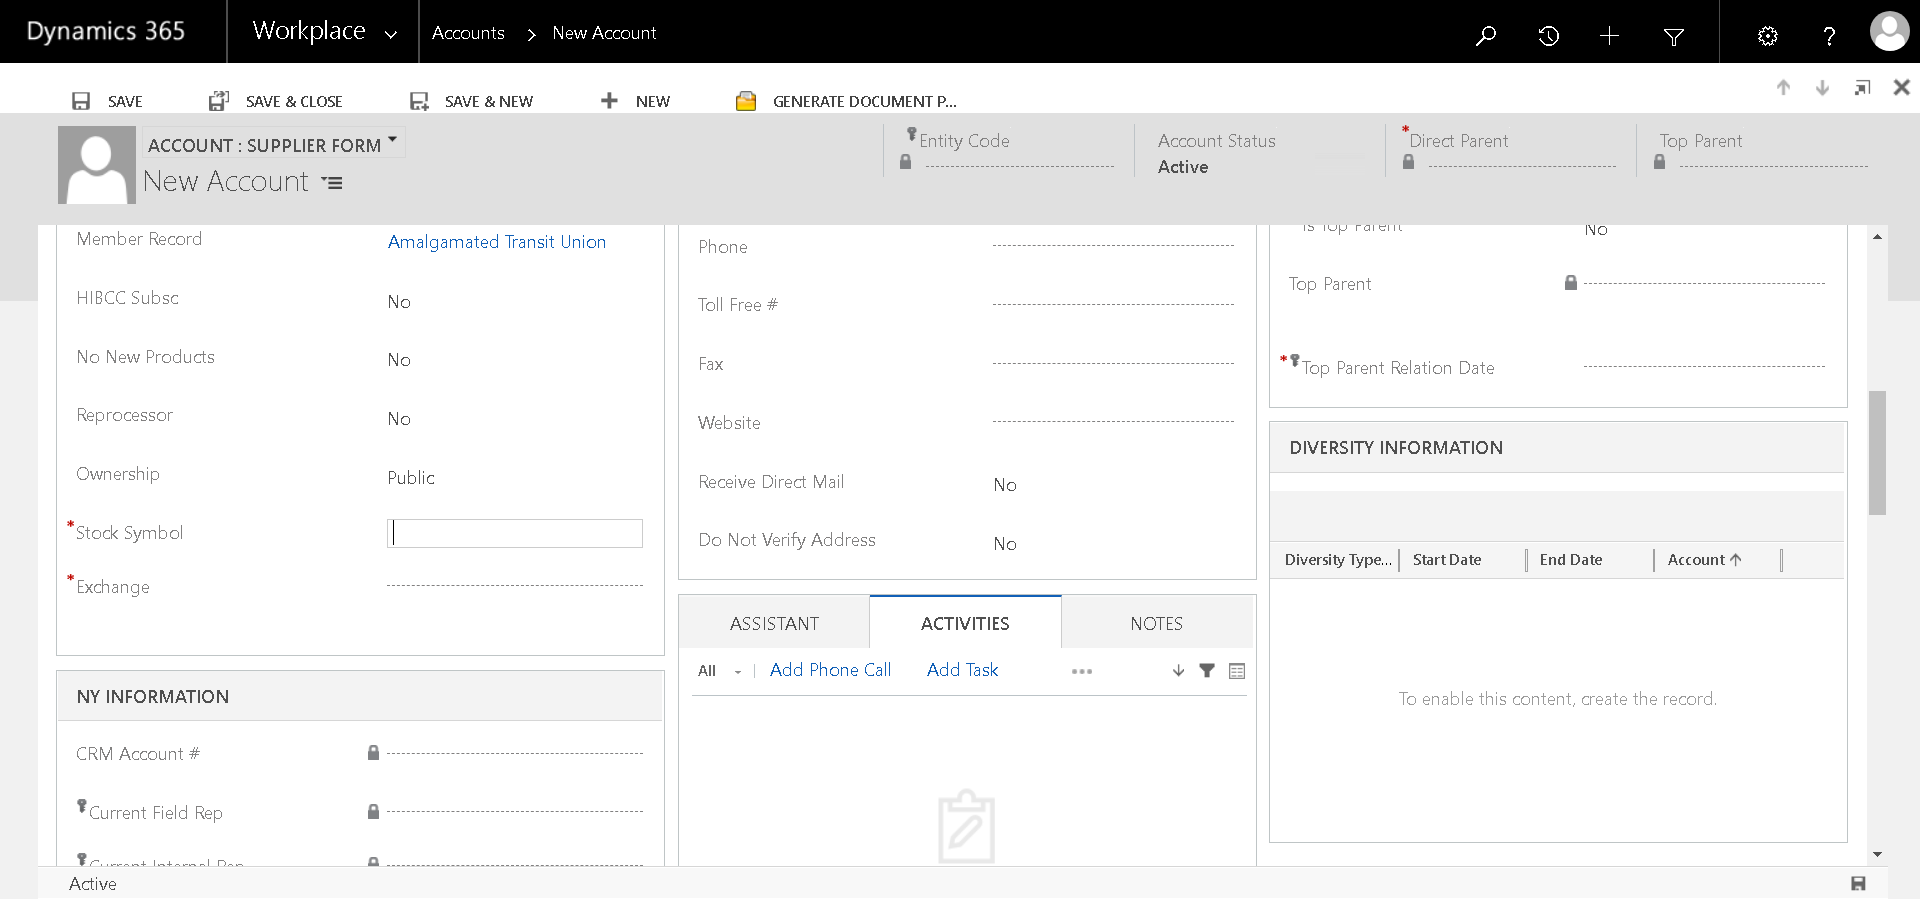 Dynamics 365
Workplace
Accounts
New Account
SAVE
SAVE & CLOSE
SAVE & NEW
NEW
GENERATE DOCUMENT P...
ACCOUNT : SUPPLIER FORM
New Account
Entity Code
Account Status
Active
*Direct Parent
Top Parent
Member Record
Amalgamated Transit Union
HIBCC Subsc
No
No New Products
No
Reprocessor
No
Ownership
Public
*Stock Symbol
*Exchange
NY INFORMATION
CRM Account #
Current Field Rep
Current Internal Rep
Phone
Toll Free #
Fax
Website
Receive Direct Mail
No
Do Not Verify Address
No
ASSISTANT
ACTIVITIES
NOTES
All
Add Phone Call
Add Task
Is Top Parent
No
Top Parent
*Top Parent Relation Date
DIVERSITY INFORMATION
Diversity Type...
Start Date
End Date
Account
To enable this content, create the record.
Active